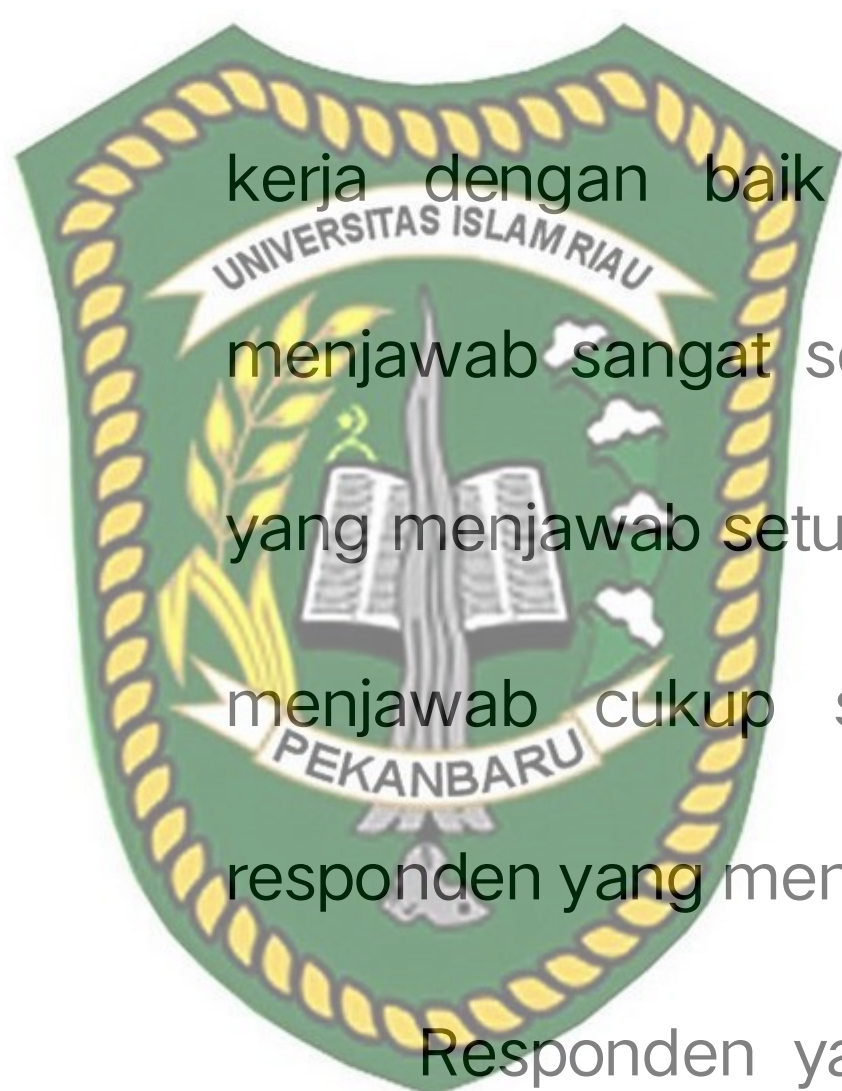 kerja dengan baik
UNIVERSITAS ISLAM RIAU
menjawab sangat
yang menjawab
menjawab cukup
PEKANBARU
responden yang
Responden